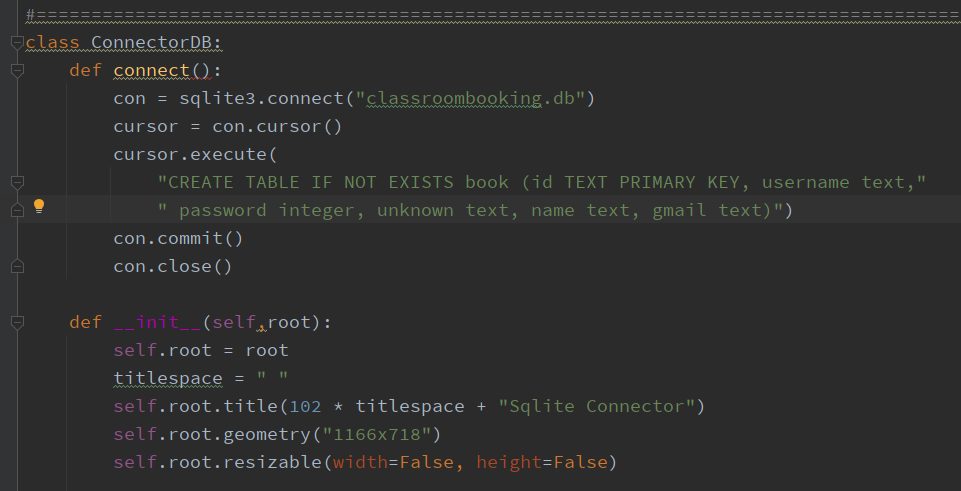 #====================================================================================
class ConnectorDB:
    def connect():
        con = sqlite3.connect("classroombooking.db")
        cursor = con.cursor()
        cursor.execute(
            "CREATE TABLE IF NOT EXISTS book (id TEXT PRIMARY KEY, username text,"
            " password integer, unknown text, name text, gmail text)")
        con.commit()
        con.close()
    def __init__(self,root):
        self.root = root
        titlespace = " "
        self.root.title(102 * titlespace + "Sqlite Connector")
        self.root.geometry("1166x718")
        self.root.resizable(width=False, height=False)